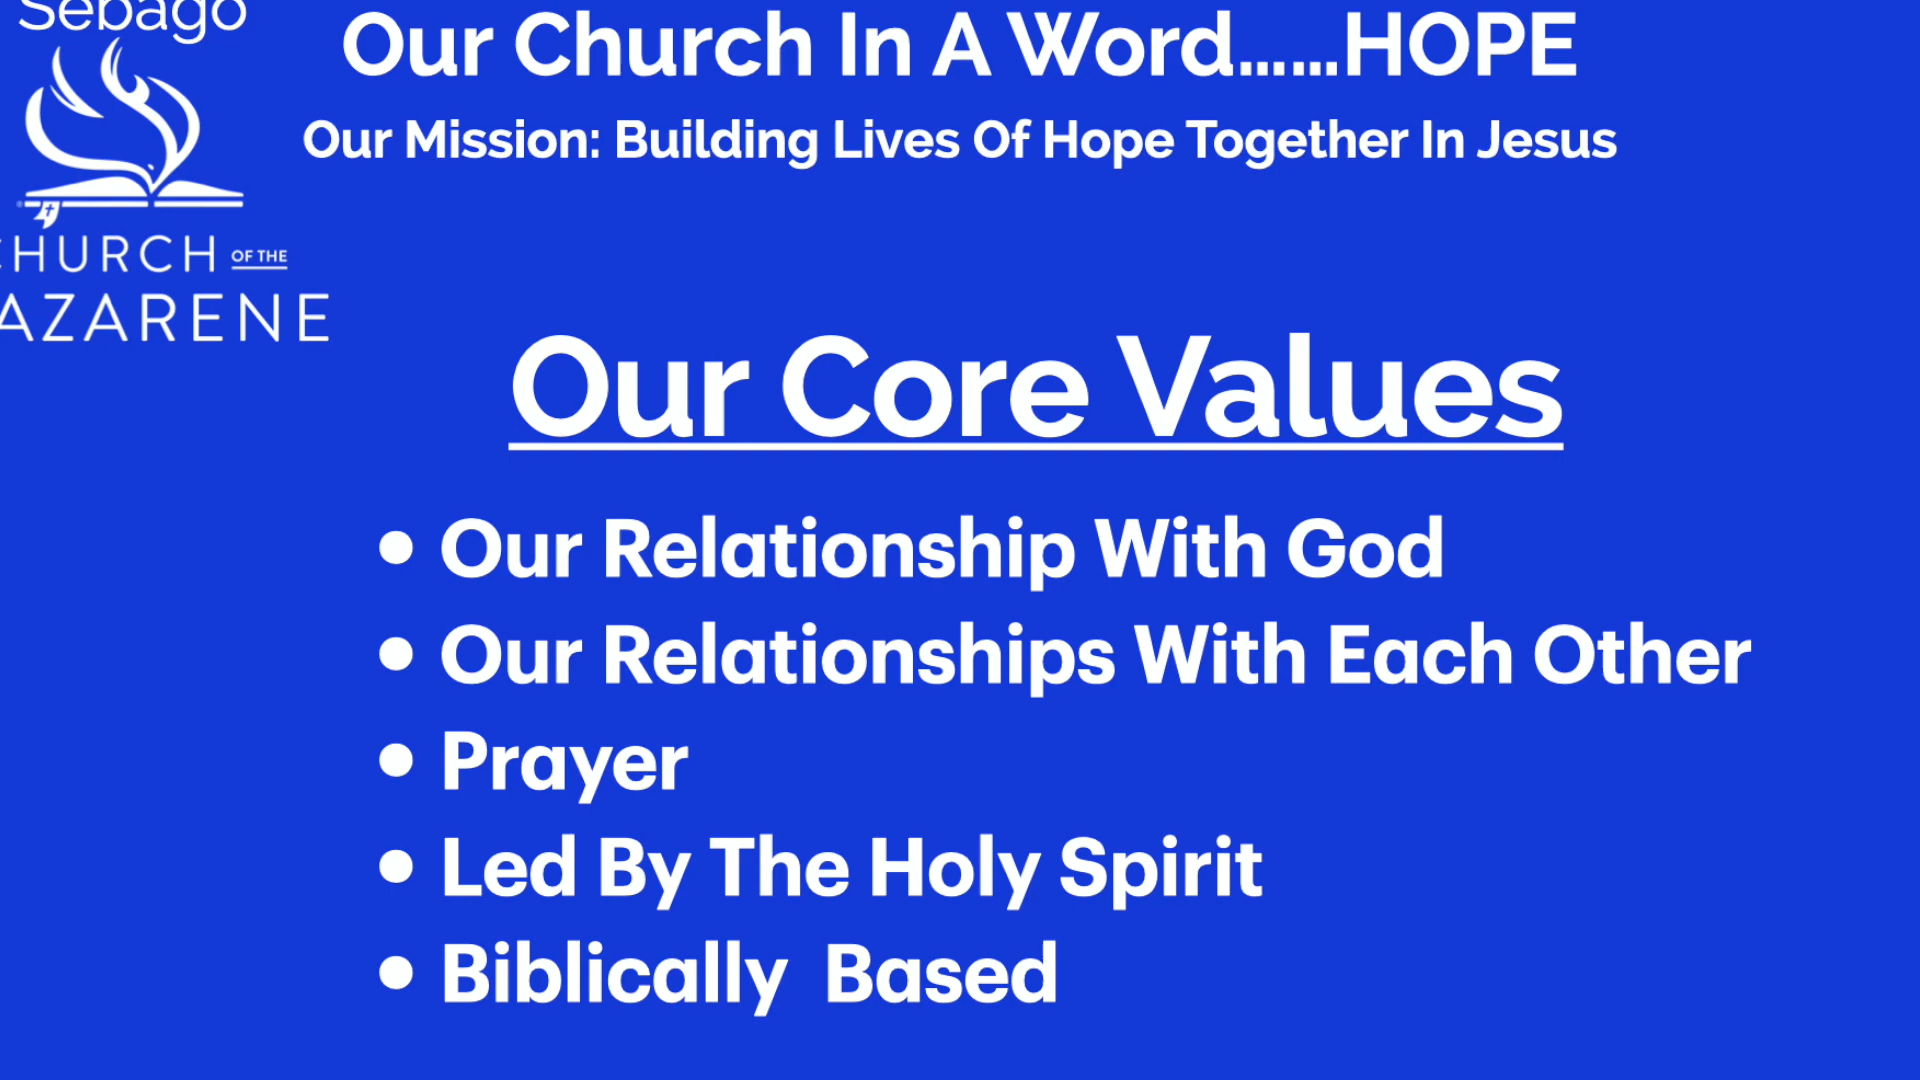 Sebago
Our Church In A Word......HOPE
Our Mission: Building Lives Of Hope Together In Jesus
CHURCH OF THE
AZARENE
Our Core Values
• Our Relationship With God
• Our Relationships With Each Other
• Prayer
• Led By The Holy Spirit
• Biblically  Based